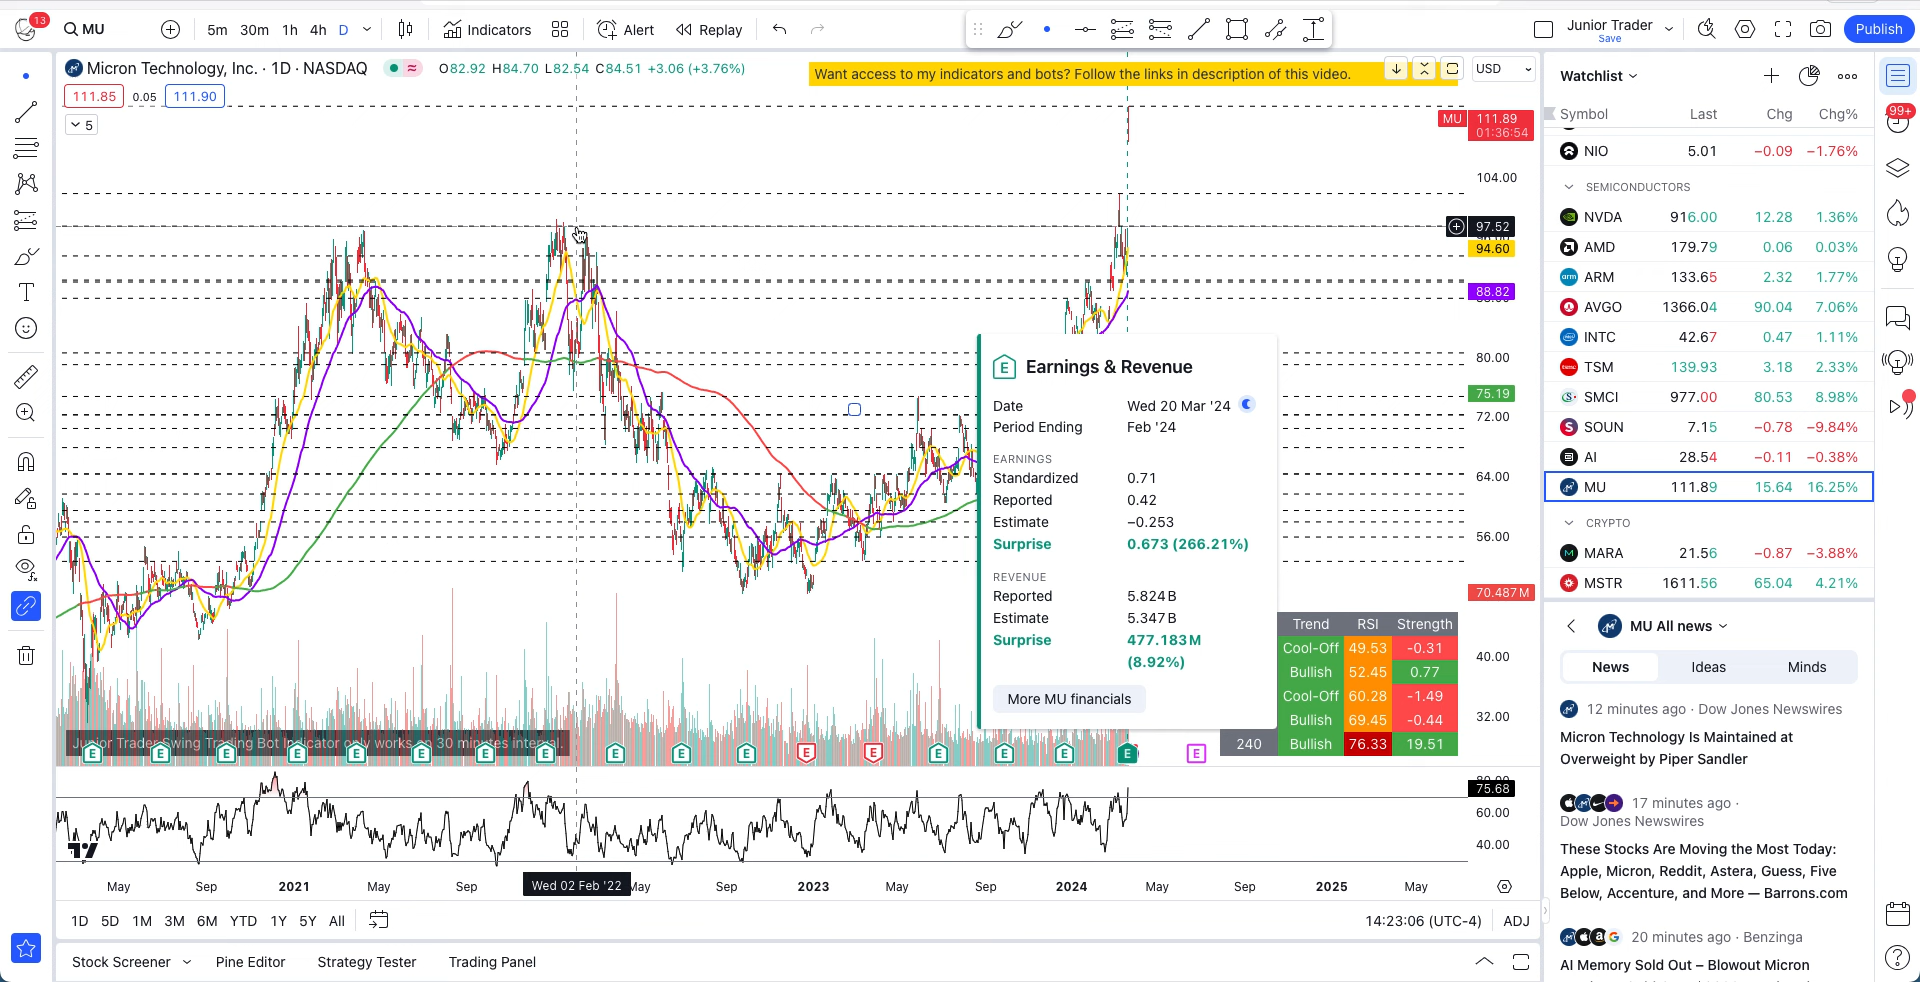 13
MU
5m 30m 1h 4h D
Indicators
Alert
Replay
Junior Trader
Save
Publish
Micron Technology, Inc. · 1D · NASDAQ
O82.92 H84.70 L82.54 C84.51 +3.06 (+3.76%)
Want access to my indicators and bots? Follow the links in description of this video.
USD
111.85 0.05 111.90
5
MU 111.89
01:36:54
104.00
97.52
94.60
88.82
80.00
75.19
72.00
64.00
56.00
70.487M
40.00
32.00
Earnings & Revenue
Date Wed 20 Mar '24
Period Ending Feb '24
EARNINGS
Standardized 0.71
Reported 0.42
Estimate −0.253
Surprise 0.673 (266.21%)
REVENUE
Reported 5.824B
Estimate 5.347B
Surprise 477.183M
(8.92%)
More MU financials
Trend RSI Strength
Cool-Off 49.53 -0.31
Bullish 52.45 0.77
Cool-Off 60.28 -1.49
Bullish 69.45 -0.44
240 Bullish 76.33 19.51
Junior Trader Swing Trading Bot Indicator only works on 30 minutes interval.
E E E E E E E E E E E E E E E E E E
75.68
60.00
40.00
May Sep 2021 May Sep Wed 02 Feb '22 May Sep 2023 May Sep 2024 May Sep 2025 May
1D 5D 1M 3M 6M YTD 1Y 5Y All
14:23:06 (UTC-4) ADJ
Stock Screener Pine Editor Strategy Tester Trading Panel
Watchlist
Symbol Last Chg Chg%
NIO 5.01 −0.09 −1.76%
SEMICONDUCTORS
NVDA 916.00 12.28 1.36%
AMD 179.79 0.06 0.03%
ARM 133.65 2.32 1.77%
AVGO 1366.04 90.04 7.06%
INTC 42.67 0.47 1.11%
TSM 139.93 3.18 2.33%
SMCI 977.00 80.53 8.98%
SOUN 7.15 −0.78 −9.84%
AI 28.54 −0.11 −0.38%
MU 111.89 15.64 16.25%
CRYPTO
MARA 21.56 −0.87 −3.88%
MSTR 1611.56 65.04 4.21%
MU All news
News Ideas Minds
12 minutes ago · Dow Jones Newswires
Micron Technology Is Maintained at
Overweight by Piper Sandler
17 minutes ago ·
Dow Jones Newswires
These Stocks Are Moving the Most Today:
Apple, Micron, Reddit, Astera, Guess, Five
Below, Accenture, and More — Barrons.com
20 minutes ago · Benzinga
AI Memory Sold Out – Blowout Micron
99+